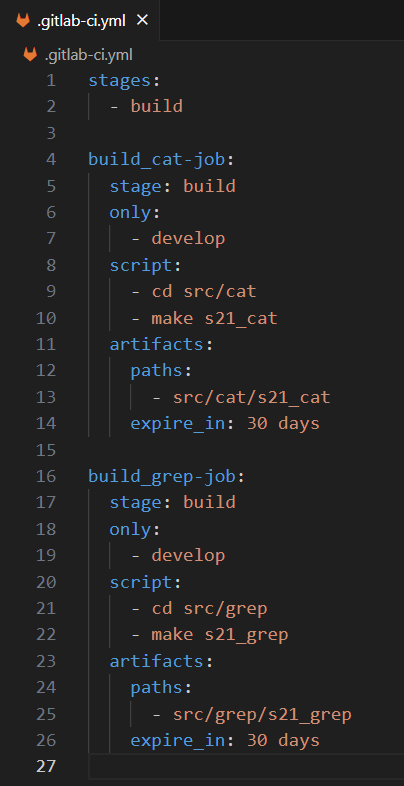 .gitlab-ci.yml ×
.gitlab-ci.yml
1 stages:
2   - build
3
4 build_cat-job:
5   stage: build
6   only:
7     - develop
8   script:
9     - cd src/cat
10     - make s21_cat
11   artifacts:
12     paths:
13       - src/cat/s21_cat
14     expire_in: 30 days
15
16 build_grep-job:
17   stage: build
18   only:
19     - develop
20   script:
21     - cd src/grep
22     - make s21_grep
23   artifacts:
24     paths:
25       - src/grep/s21_grep
26     expire_in: 30 days
27